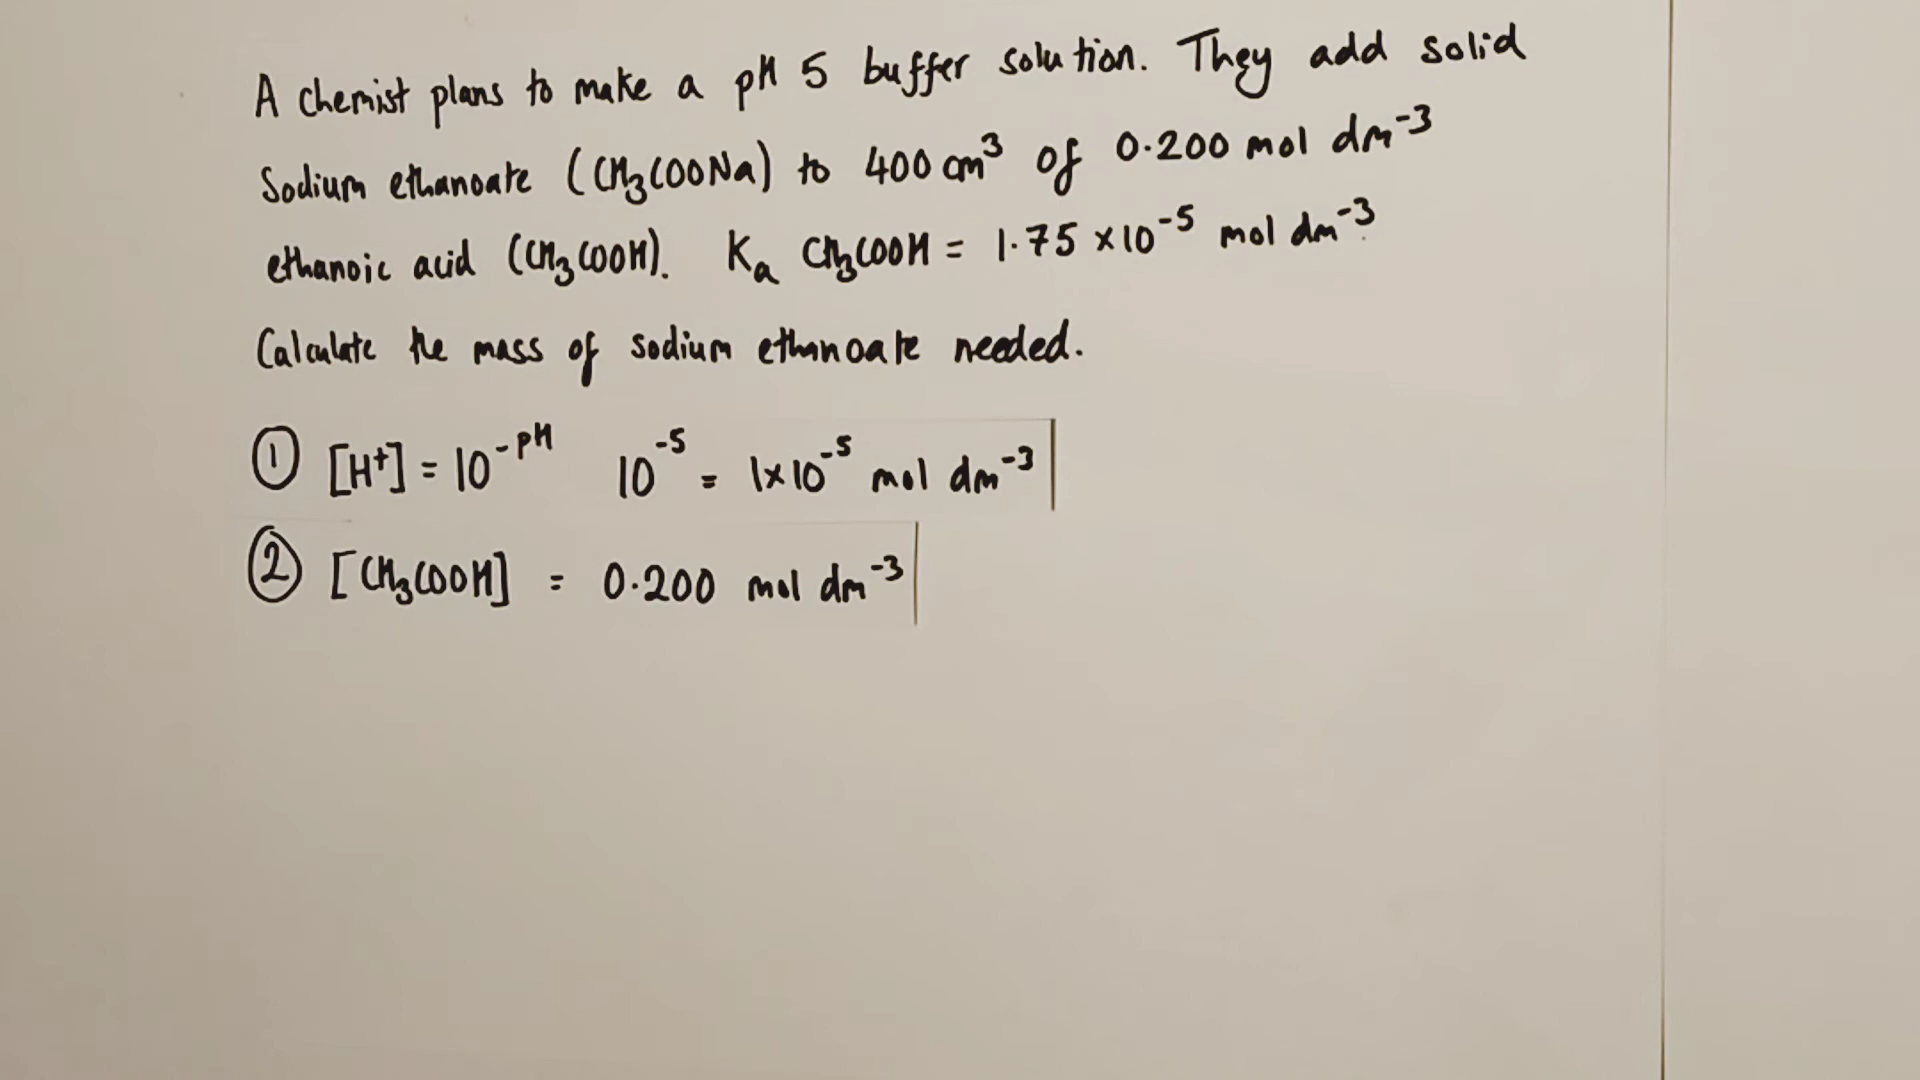 A chemist plans to make a pH 5 buffer solution. They add solid
Sodium ethanoate (CH₃COONa) to 400 cm³ of 0.200 mol dm⁻³
ethanoic acid (CH₃COOH). Kₐ CH₃COOH = 1.75 ×10⁻⁵ mol dm⁻³
Calculate the mass of sodium ethanoate needed.
① [H⁺] = 10⁻ᵖᴴ 10⁻⁵ = 1×10⁻⁵ mol dm⁻³
② [CH₃COOH] = 0.200 mol dm⁻³